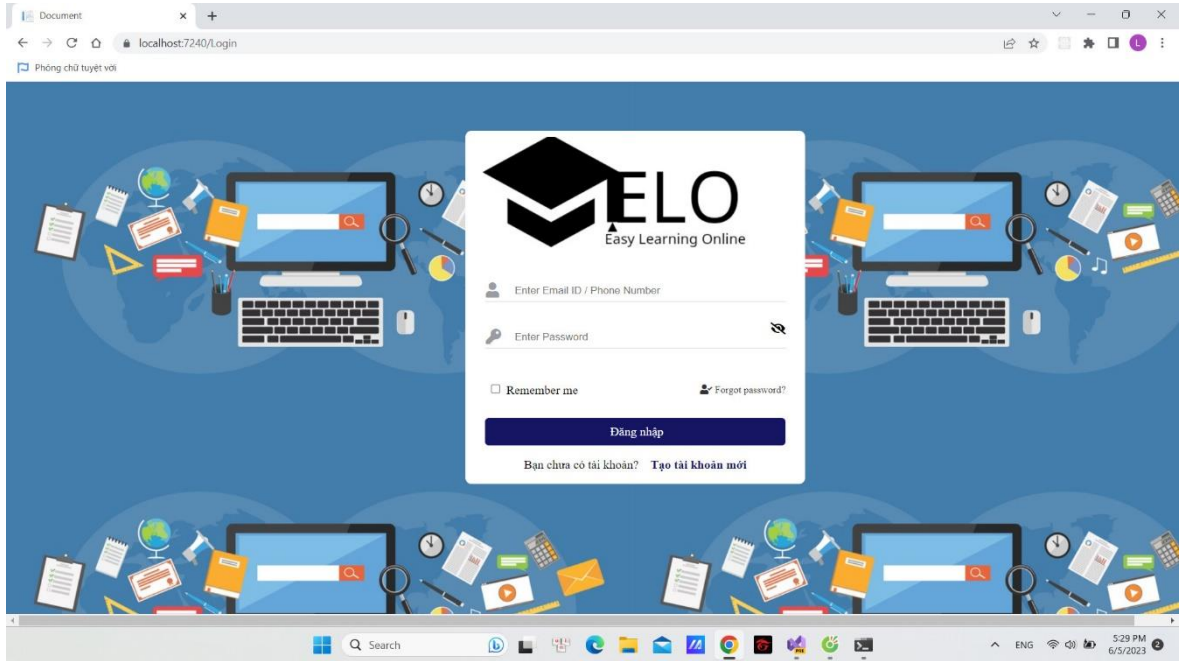 Document
localhost:7240/Login
L
Phông chữ tuyệt vời
ELO
Easy Learning Online
Enter Email ID / Phone Number
Enter Password
Remember me
Forgot password?
Đăng nhập
Bạn chưa có tài khoản? Tạo tài khoản mới
Search
ENG
5:29 PM
6/5/2023
2